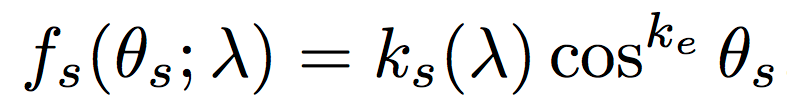 f_s(θ_s; λ) = k_s(λ) cos^{k_e} θ_s